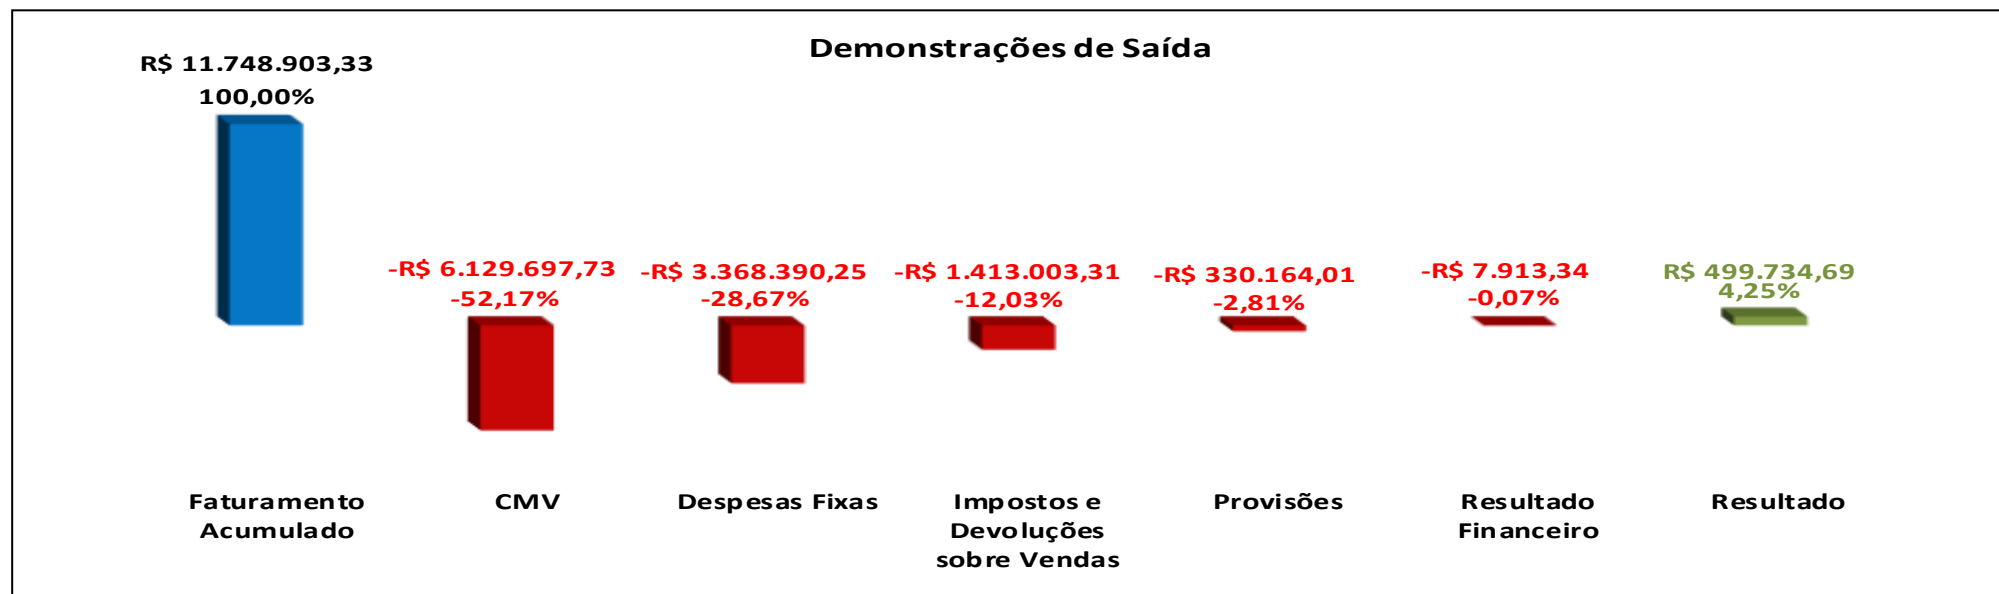 Demonstrações de Saída
R$ 11.748.903,33
100,00%
-R$ 6.129.697,73
-52,17%
-R$ 3.368.390,25
-28,67%
-R$ 1.413.003,31
-12,03%
-R$ 330.164,01
-2,81%
-R$ 7.913,34
-0,07%
R$ 499.734,69
4,25%
Faturamento
Acumulado
CMV
Despesas Fixas
Impostos e
Devoluções
sobre Vendas
Provisões
Resultado
Financeiro
Resultado